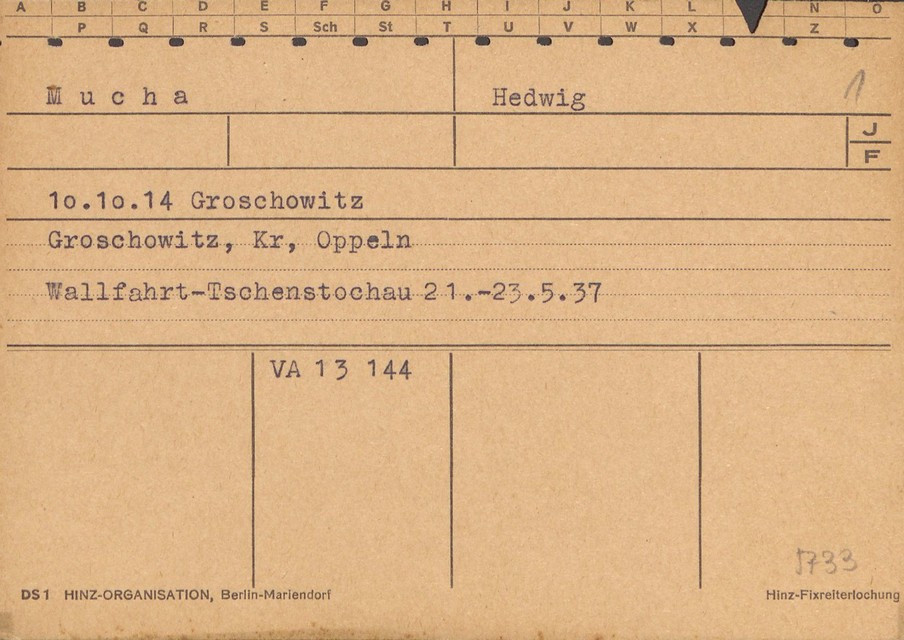 A B C D E F G H I J K L N O
P Q R S Sch St T U V W X Z
Mucha Hedwig 1
J
F
1o.1o.14 Groschowitz
Groschowitz, Kr, Oppeln
Wallfahrt-Tschenstochau 21.-23.5.37
VA 13 144
1733
DS1 HINZ-ORGANISATION, Berlin-Mariendorf Hinz-Fixreiterlochung